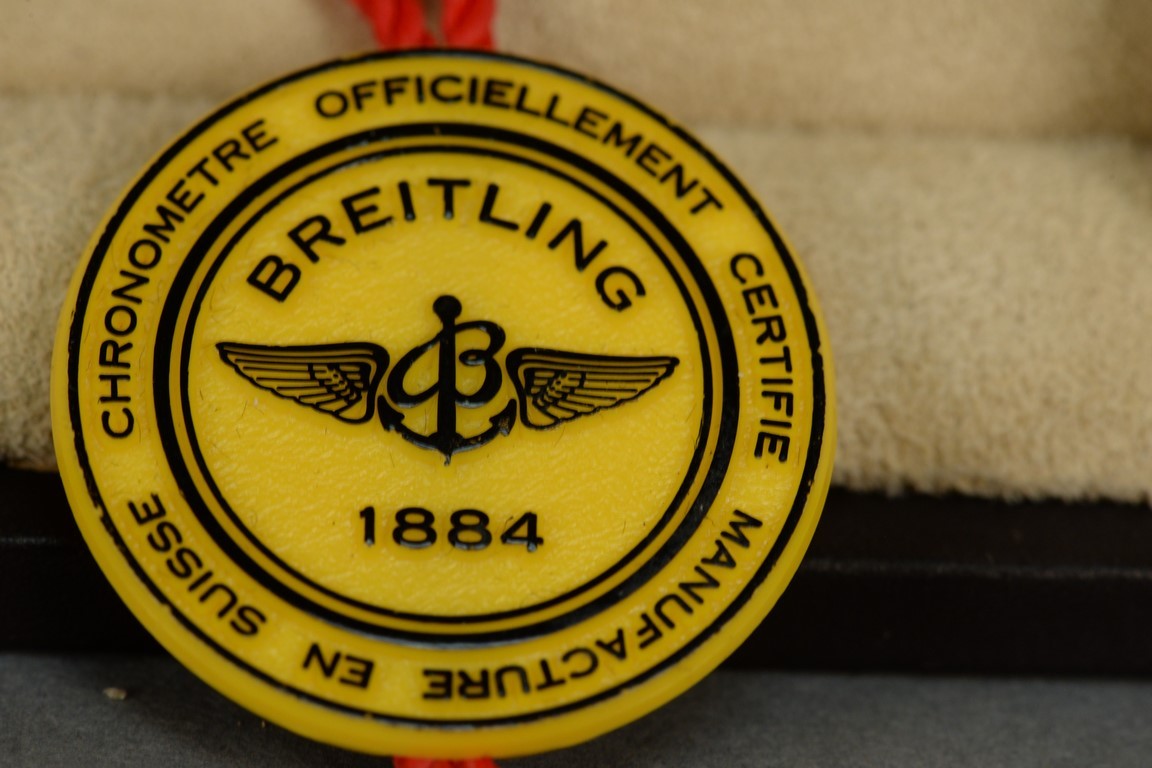 CHRONOMETRE OFFICIELLEMENT CERTIFIE
MANUFACTURE EN SUISSE
BREITLING
B
1884